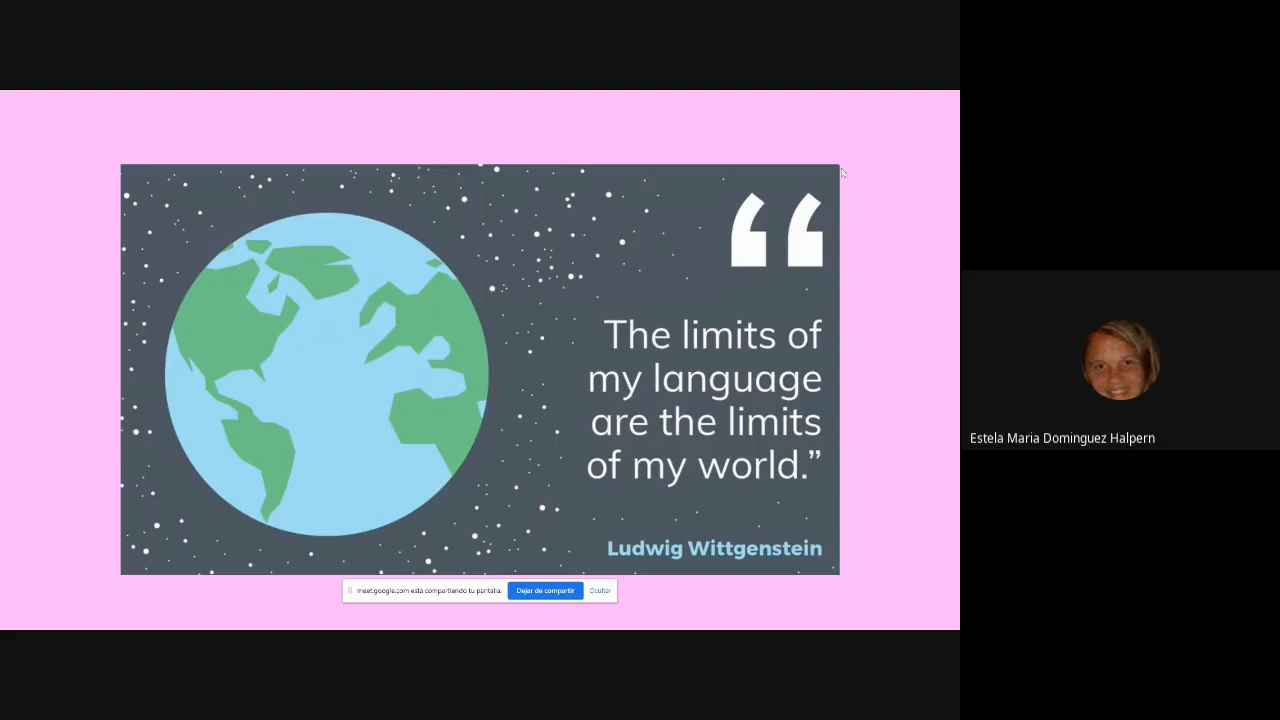 “
The limits of
my language
are the limits
of my world.”
Ludwig Wittgenstein
meet.google.com está compartiendo tu pantalla.
Dejar de compartir
Ocultar
Estela Maria Dominguez Halpern